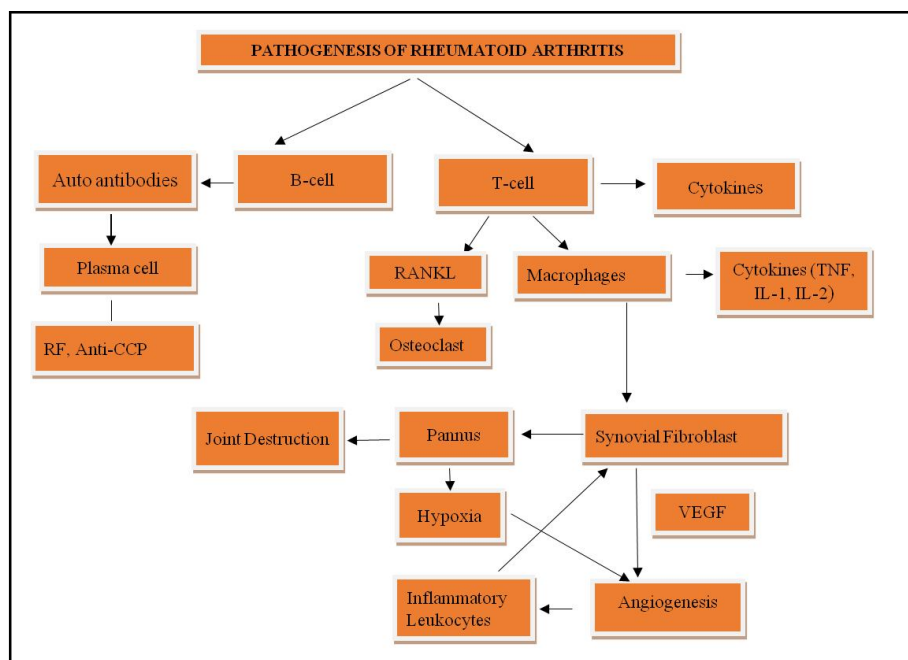 PATHOGENESIS OF RHEUMATOID ARTHRITIS
Auto antibodies
B-cell
T-cell
Cytokines
Plasma cell
RANKL
Macrophages
Cytokines (TNF,
IL-1, IL-2)
RF, Anti-CCP
Osteoclast
Joint Destruction
Pannus
Synovial Fibroblast
Hypoxia
VEGF
Inflammatory
Leukocytes
Angiogenesis